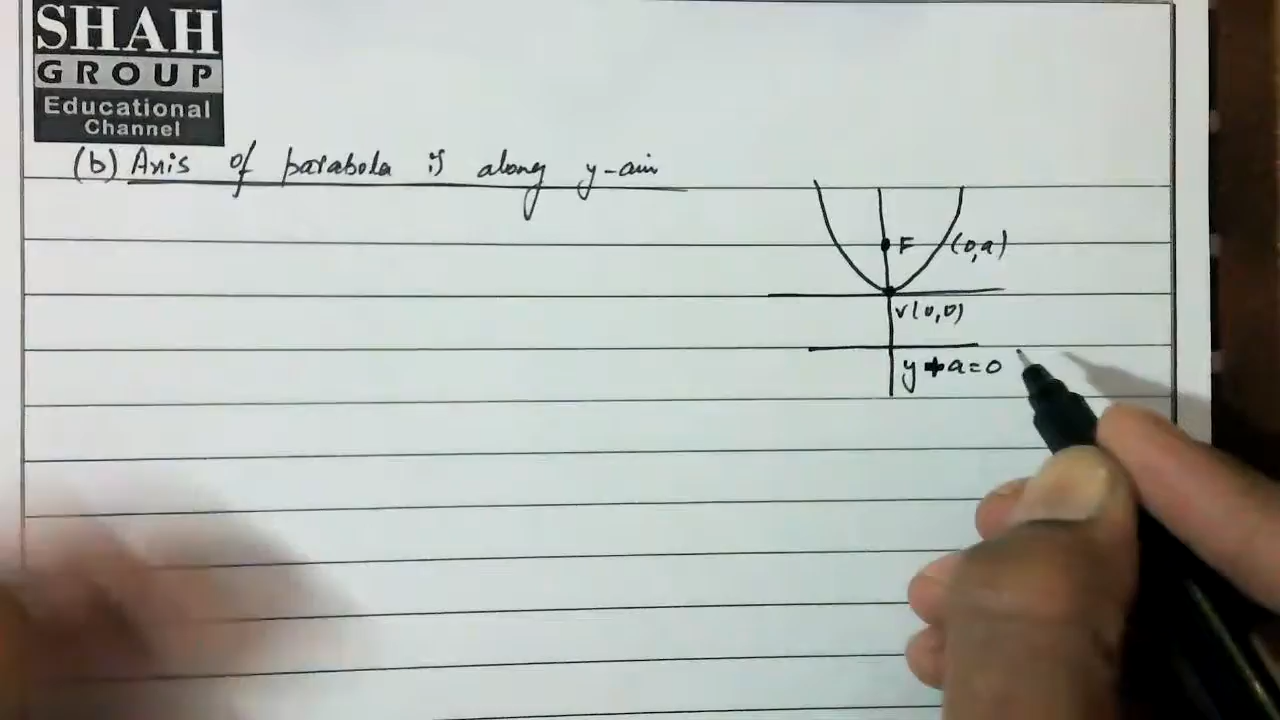 SHAH
GROUP
Educational
Channel
(b) Axis of parabola is along y-axis
F (0,a)
V(0,0)
y+a=0